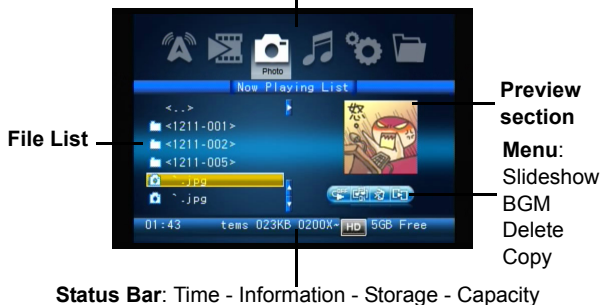 Photo
Now Playing List
<..>
<1211-001>
<1211-002>
<1211-005>
`.jpg
`.jpg
怒
01:43 tems 023KB.0200X- HD 5GB Free
File List
Preview section
Menu:
Slideshow
BGM
Delete
Copy
Status Bar: Time - Information - Storage - Capacity